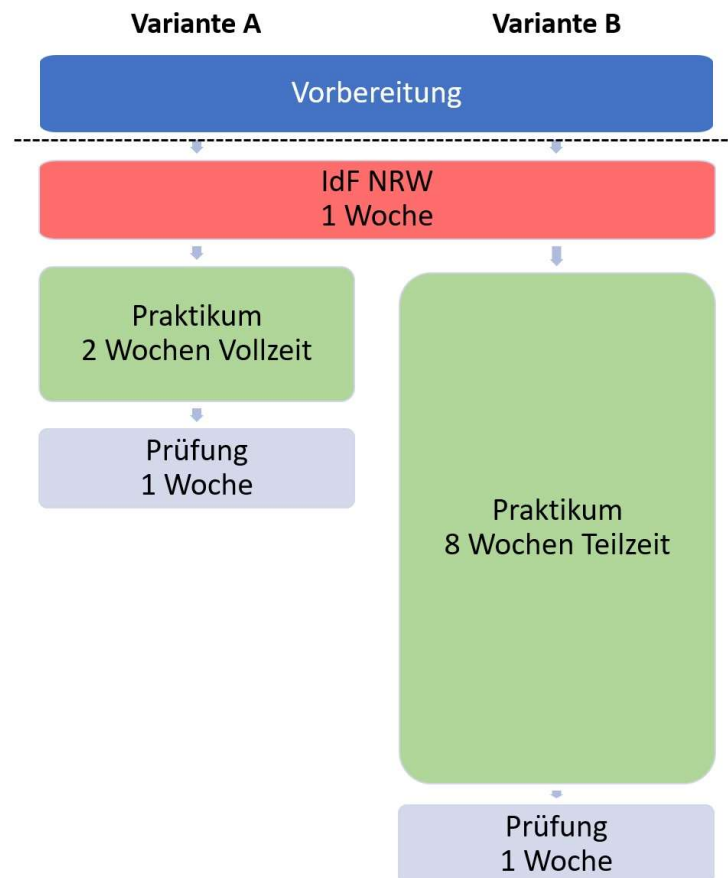 Variante A
Variante B
Vorbereitung
IdF NRW
1 Woche
Praktikum
2 Wochen Vollzeit
Prüfung
1 Woche
Praktikum
8 Wochen Teilzeit
Prüfung
1 Woche